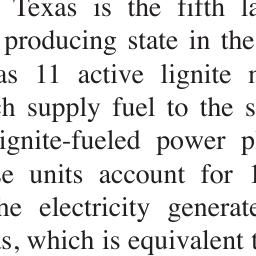 Texas is the fifth la
producing state in the
as 11 active lignite
ch supply fuel to the s
ignite-fueled power p
se units account for 1
he electricity generate
s, which is equivalent t